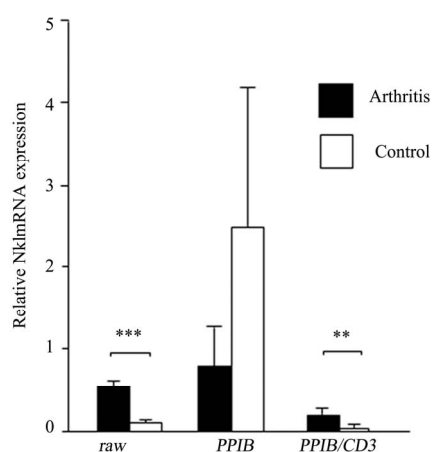 5
4
3
2
1
0
Relative NklmRNA expression
Arthritis
Control
***
**
raw PPIB PPIB/CD3